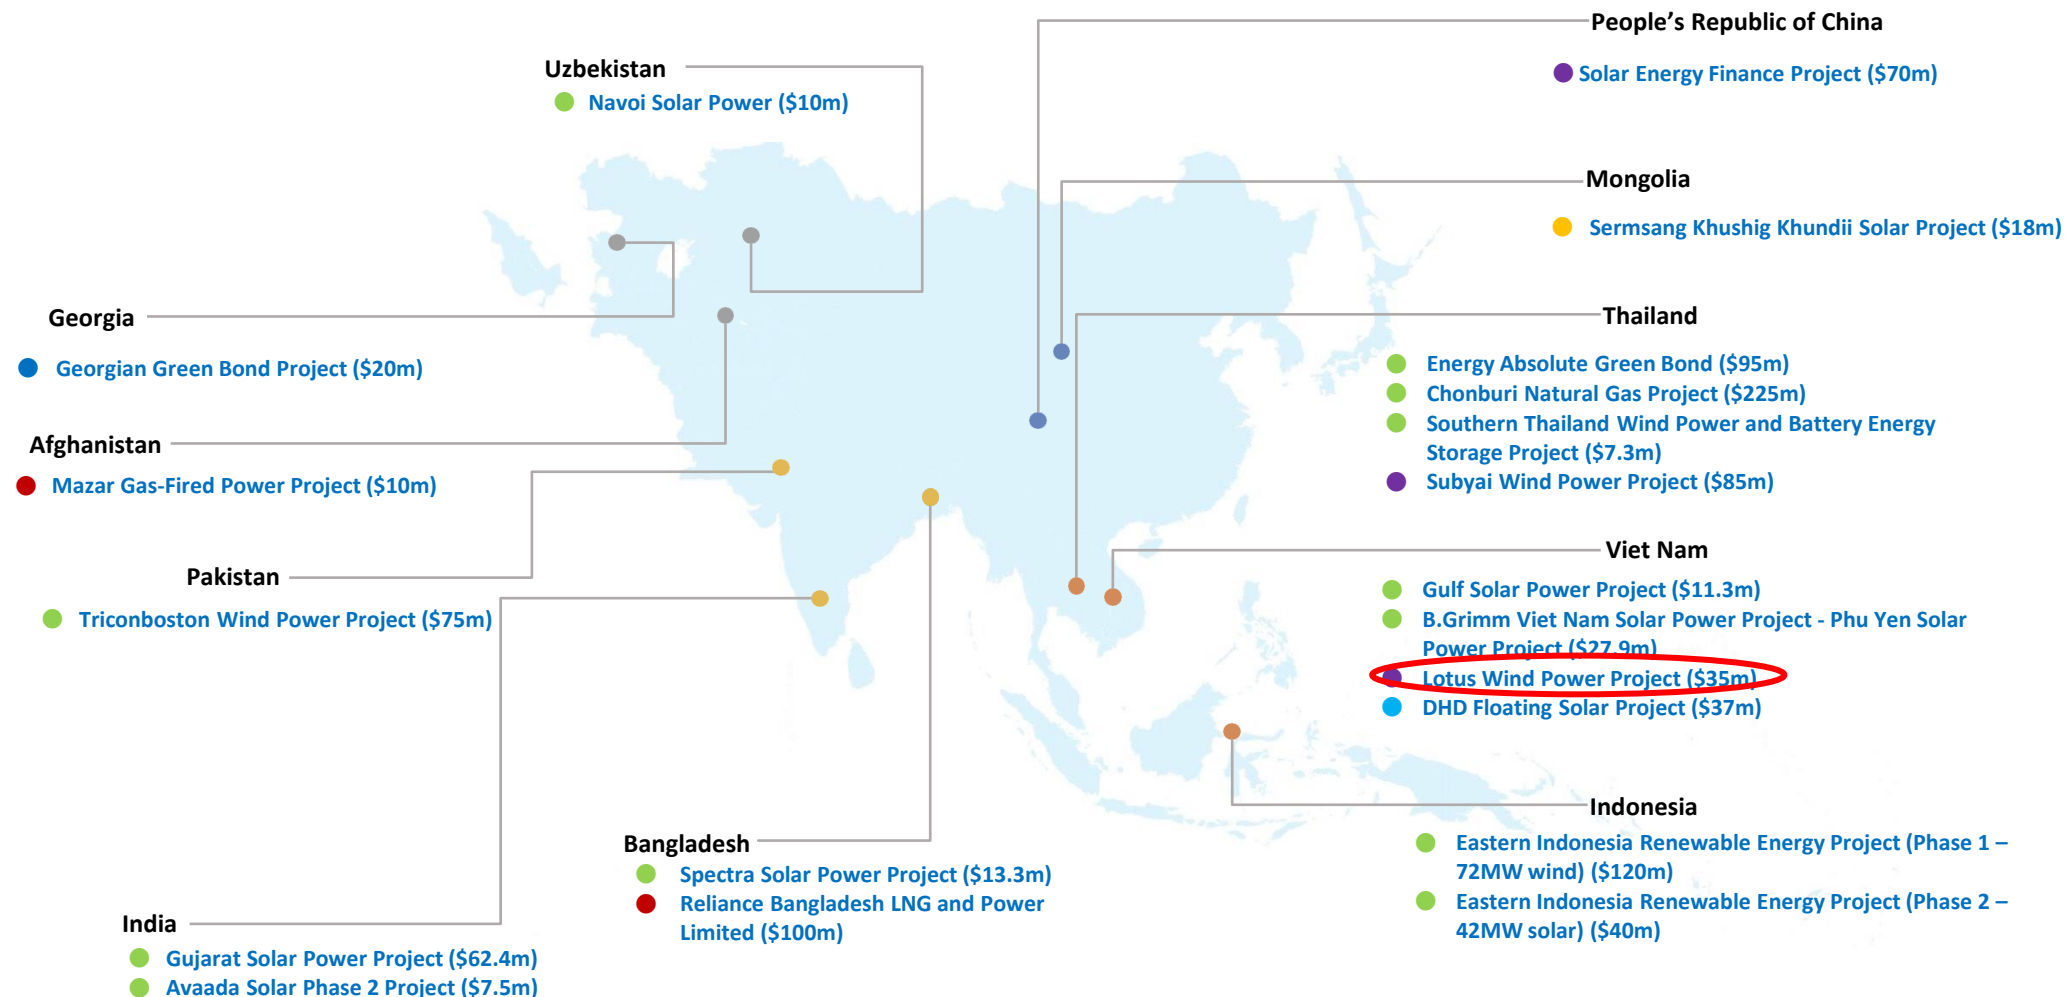 People’s Republic of China
Solar Energy Finance Project ($70m)
Uzbekistan
Navoi Solar Power ($10m)
Mongolia
Sermsang Khushig Khundii Solar Project ($18m)
Georgia
Georgian Green Bond Project ($20m)
Thailand
Energy Absolute Green Bond ($95m)
Chonburi Natural Gas Project ($225m)
Southern Thailand Wind Power and Battery Energy
Storage Project ($7.3m)
Subyai Wind Power Project ($85m)
Afghanistan
Mazar Gas-Fired Power Project ($10m)
Pakistan
Triconboston Wind Power Project ($75m)
Viet Nam
Gulf Solar Power Project ($11.3m)
B.Grimm Viet Nam Solar Power Project - Phu Yen Solar
Power Project ($27.9m)
Lotus Wind Power Project ($35m)
DHD Floating Solar Project ($37m)
Indonesia
Eastern Indonesia Renewable Energy Project (Phase 1 –
72MW wind) ($120m)
Eastern Indonesia Renewable Energy Project (Phase 2 –
42MW solar) ($40m)
Bangladesh
Spectra Solar Power Project ($13.3m)
Reliance Bangladesh LNG and Power
Limited ($100m)
India
Gujarat Solar Power Project ($62.4m)
Avaada Solar Phase 2 Project ($7.5m)